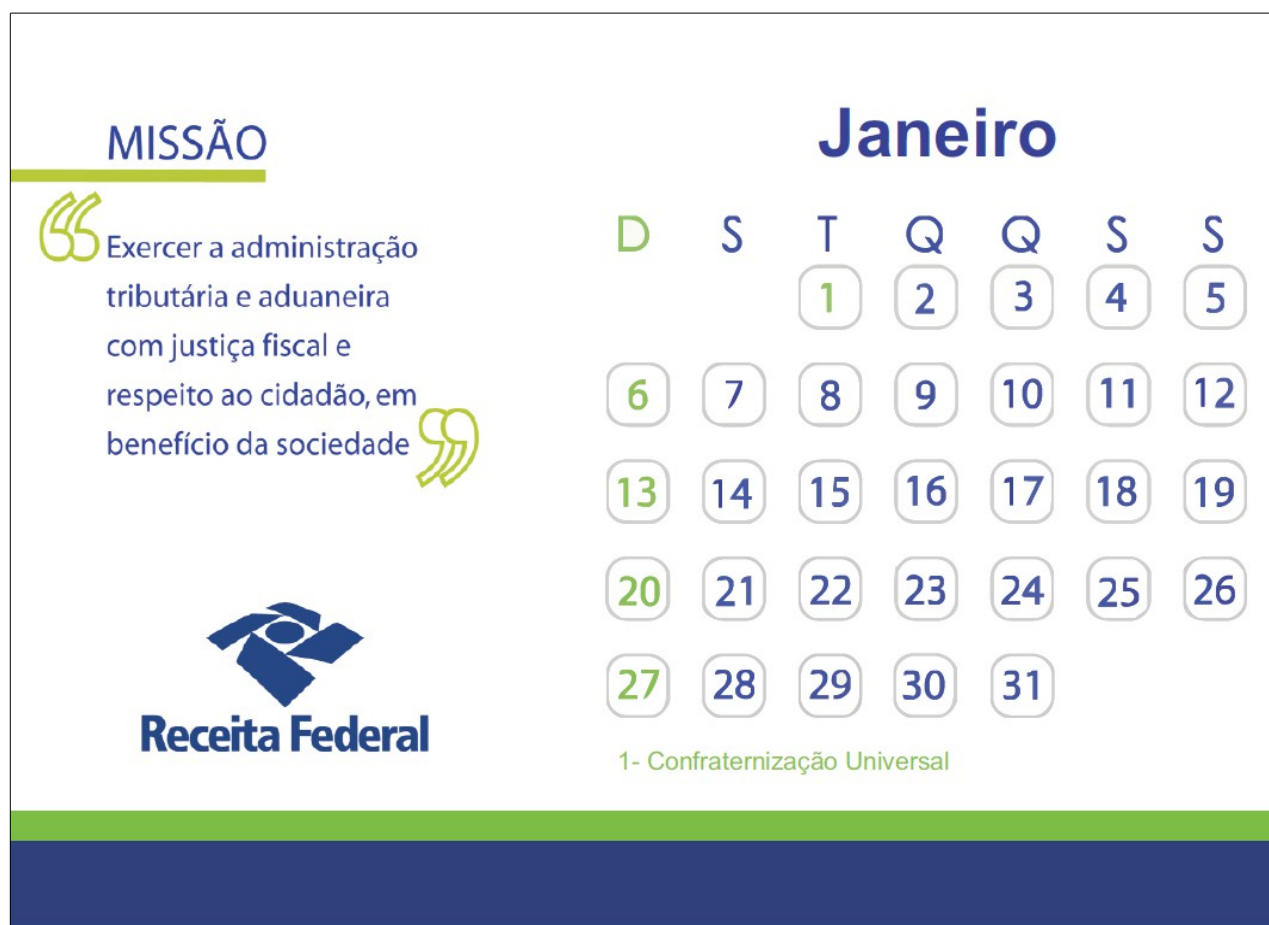 MISSÃO
Exercer a administração
tributária e aduaneira
com justiça fiscal e
respeito ao cidadão, em
benefício da sociedade
Receita Federal
Janeiro
D S T Q Q S S
1 2 3 4 5
6 7 8 9 10 11 12
13 14 15 16 17 18 19
20 21 22 23 24 25 26
27 28 29 30 31
1- Confraternização Universal